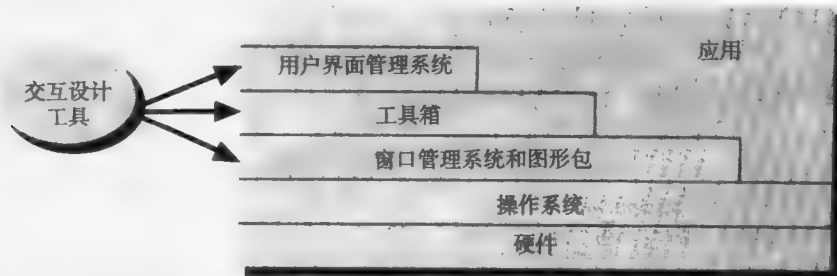 应用
用户界面管理系统
交互设计
工具
工具箱
窗口管理系统和图形包
操作系统
硬件